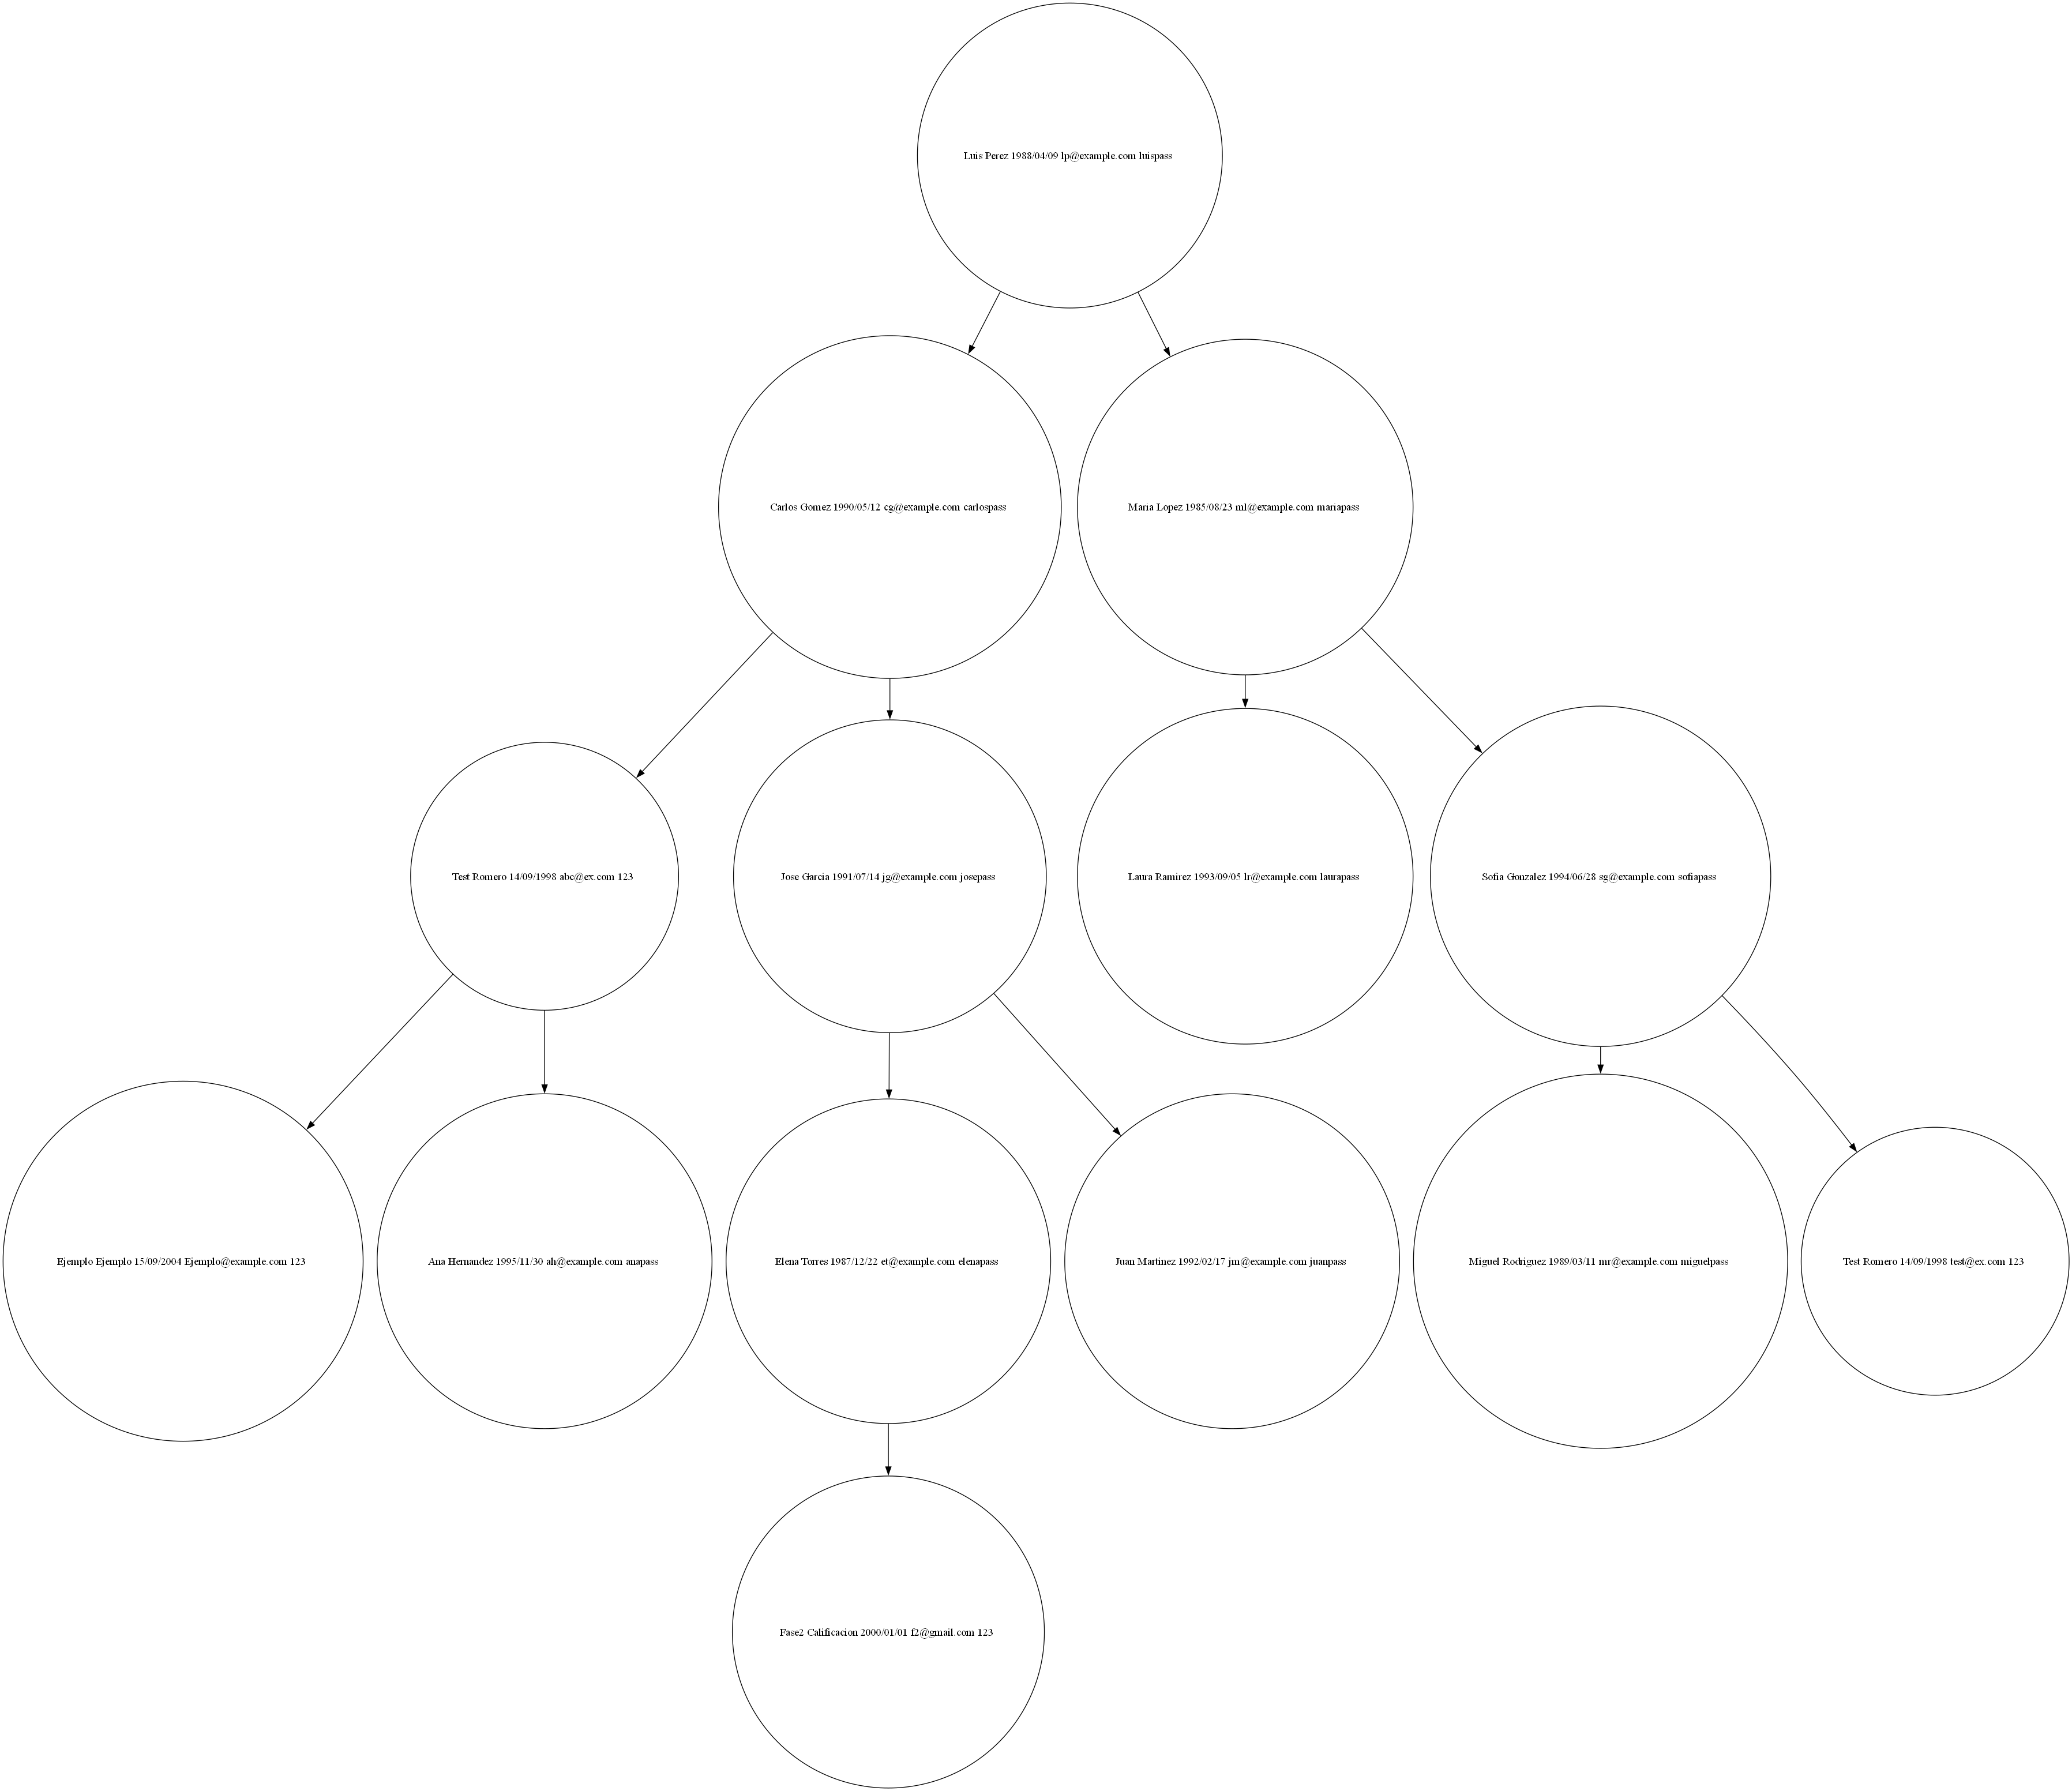 Luis Perez 1988/04/09 lp@example.com luispass
Carlos Gomez 1990/05/12 cg@example.com carlospass
Maria Lopez 1985/08/23 ml@example.com mariapass
Test Romero 14/09/1998 abc@ex.com 123
Jose Garcia 1991/07/14 jg@example.com josepass
Laura Ramirez 1993/09/05 lr@example.com laurapass
Sofia Gonzalez 1994/06/28 sg@example.com sofiapass
Ejemplo Ejemplo 15/09/2004 Ejemplo@example.com 123
Ana Hernandez 1995/11/30 ah@example.com anapass
Elena Torres 1987/12/22 et@example.com elenapass
Juan Martinez 1992/02/17 jm@example.com juanpass
Miguel Rodriguez 1989/03/11 mr@example.com miguelpass
Test Romero 14/09/1998 test@ex.com 123
Fase2 Calificacion 2000/01/01 f2@gmail.com 123